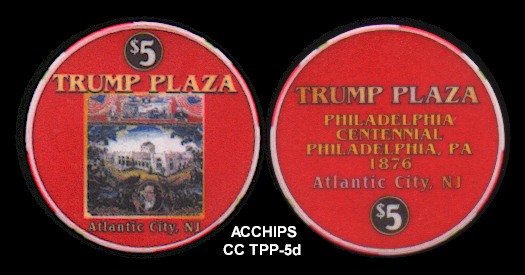 $5
TRUMP PLAZA
Atlantic City, NJ
TRUMP PLAZA
PHILADELPHIA
CENTENNIAL
PHILADELPHIA, PA
1876
Atlantic City, NJ
$5
ACCHIPS
CC TPP-5d